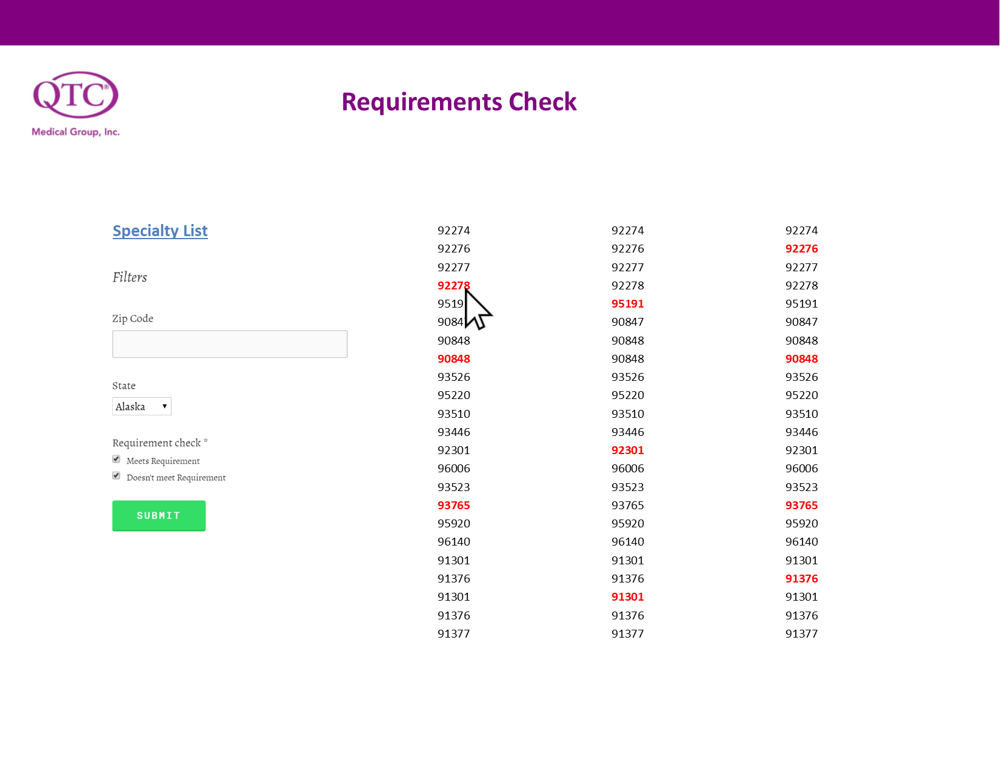 QTC®
Medical Group, Inc.
Requirements Check
Specialty List
Filters
Zip Code
State
Alaska
Requirement check *
Meets Requirement
Doesn't meet Requirement
SUBMIT
92274 92274 92274
92276 92276 92276
92277 92277 92277
92278 92278 92278
9519 95191 95191
9084 90847 90847
90848 90848 90848
90848 90848 90848
93526 93526 93526
95220 95220 95220
93510 93510 93510
93446 93446 93446
92301 92301 92301
96006 96006 96006
93523 93523 93523
93765 93765 93765
95920 95920 95920
96140 96140 96140
91301 91301 91301
91376 91376 91376
91301 91301 91301
91376 91376 91376
91377 91377 91377